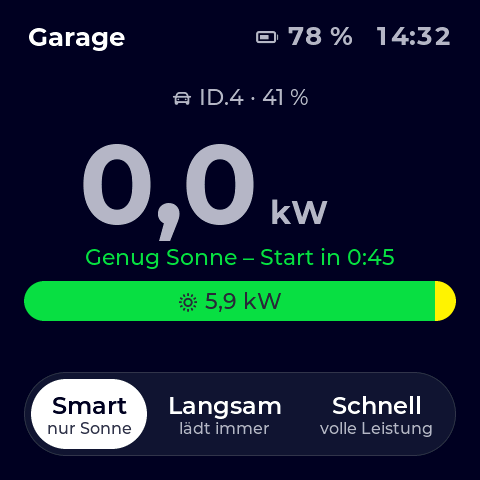 Garage 78 % 14:32
ID.4 · 41 %
0,0 kW
Genug Sonne – Start in 0:45
5,9 kW
Smart Langsam Schnell
nur Sonne lädt immer volle Leistung